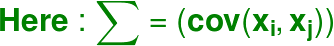 Here : ∑ = (cov(xᵢ, xⱼ))